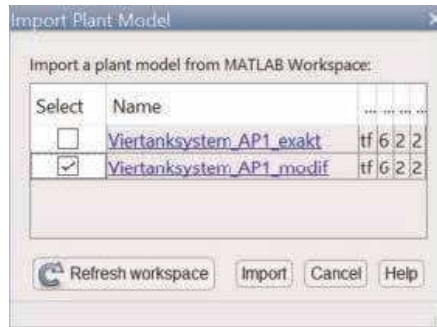 Import Plant Model
Import a plant model from MATLAB Workspace:
Select Name ... ... ... ...
Viertanksystem_AP1_exakt tf 6 2 2
Viertanksystem_AP1_modif tf 6 2 2
Refresh workspace Import Cancel Help